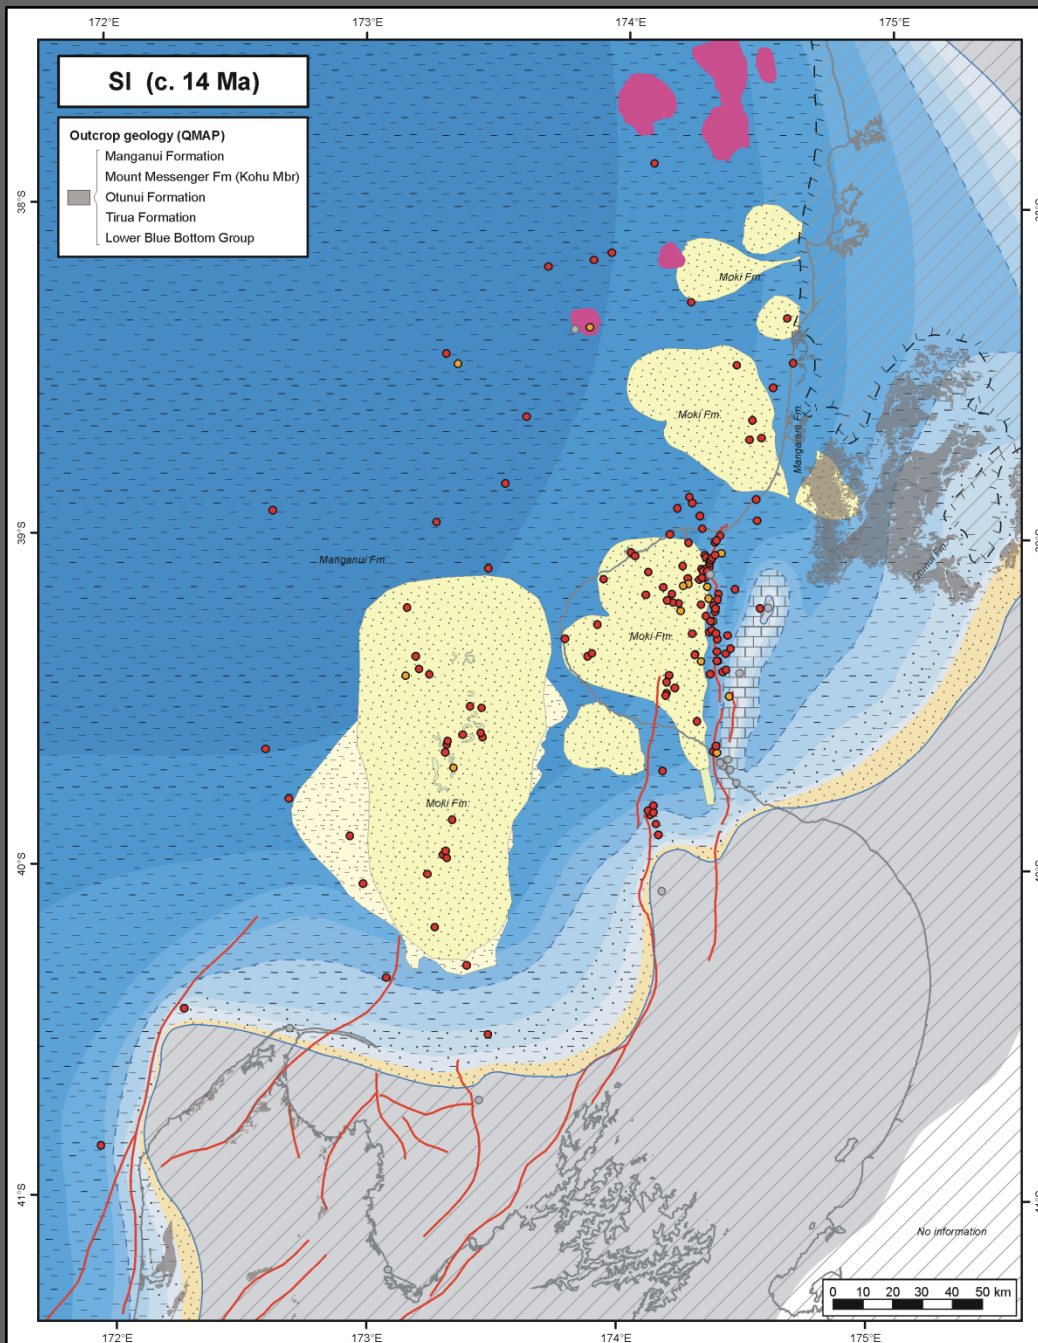 172°E 173°E 174°E 175°E
SI (c. 14 Ma)
Outcrop geology (QMAP)
Manganui Formation
Mount Messenger Fm (Kohu Mbr)
Otunui Formation
Tirua Formation
Lower Blue Bottom Group
38°S
Moki Fm.
Moki Fm.
Mangarara Fm.
39°S
Manganui Fm.
Otunui Fm.
Moki Fm.
Moki Fm.
40°S
41°S
No information
0 10 20 30 40 50 km
172°E 173°E 174°E 175°E